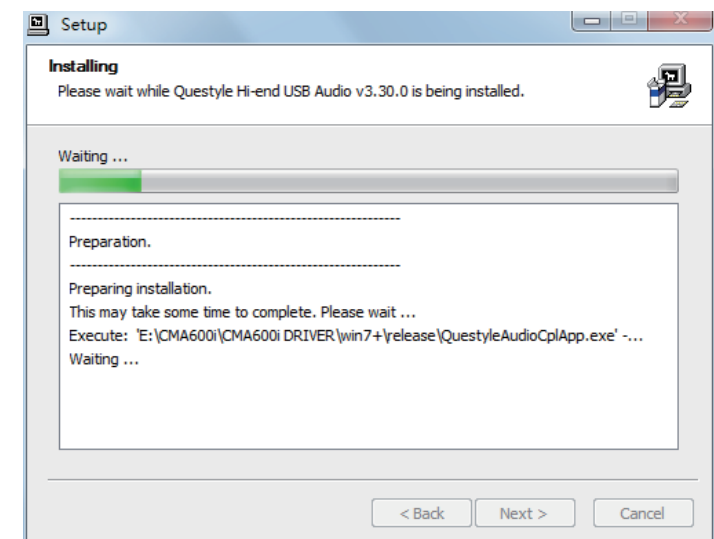 Setup
Installing
Please wait while Questyle Hi-end USB Audio v3.30.0 is being installed.
Waiting ...
------------------------------------------------------------
Preparation.
------------------------------------------------------------
Preparing installation.
This may take some time to complete. Please wait ...
Execute: 'E:\CMA600i\CMA600i DRIVER\win7+\release\QuestyleAudioCplApp.exe' -...
Waiting ...
< Back
Next >
Cancel